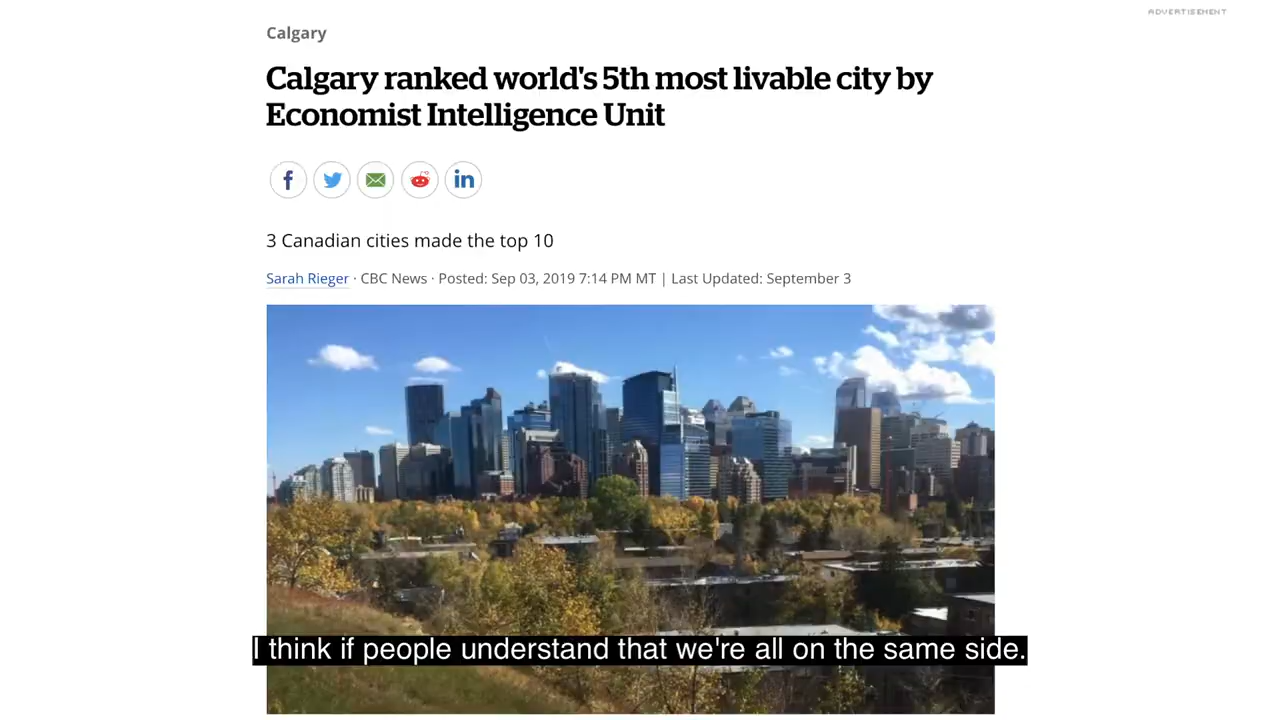 ADVERTISEMENT
Calgary
Calgary ranked world's 5th most livable city by
Economist Intelligence Unit
f
in
3 Canadian cities made the top 10
Sarah Rieger · CBC News · Posted: Sep 03, 2019 7:14 PM MT | Last Updated: September 3
I think if people understand that we're all on the same side.